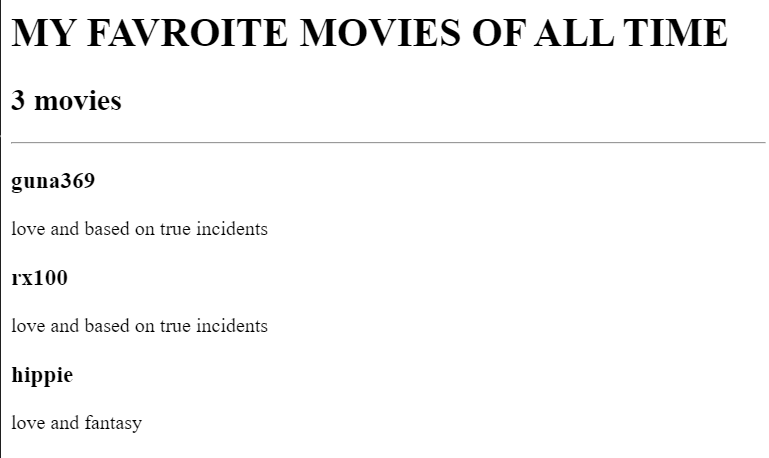 MY FAVROITE MOVIES OF ALL TIME
3 movies
guna369
love and based on true incidents
rx100
love and based on true incidents
hippie
love and fantasy